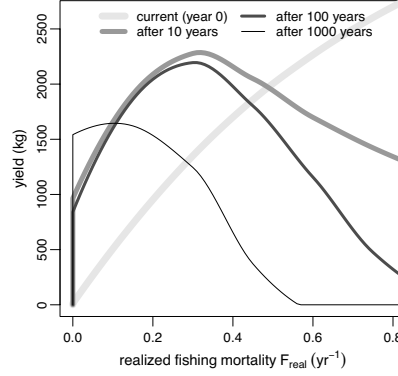 current (year 0)
after 10 years
after 100 years
after 1000 years
yield (kg)
2500
2000
1500
1000
500
0
0.0 0.2 0.4 0.6 0.8
realized fishing mortality F_real (yr⁻¹)